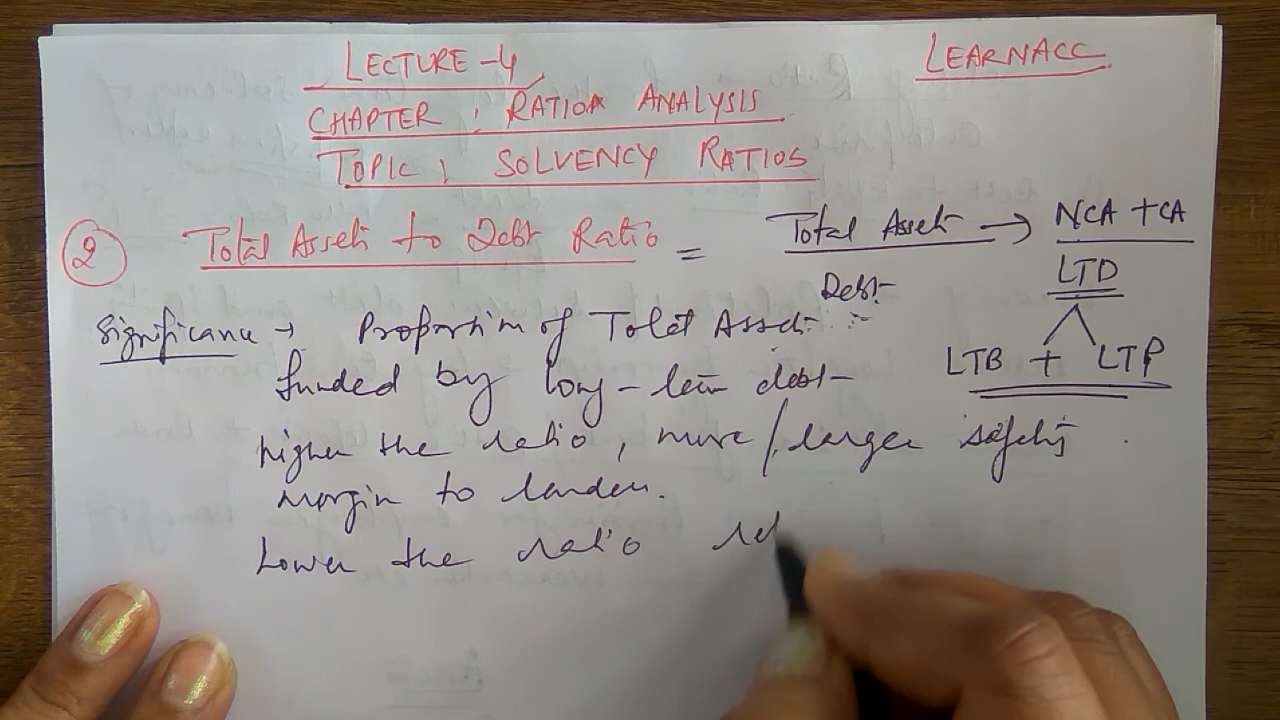 LECTURE-4
LEARNACC
CHAPTER : RATIO ANALYSIS
TOPIC : SOLVENCY RATIOS
2 Total Assets to Debt Ratio = Total Assets → NCA + CA
Debt LTD
LTB + LTP
Significance → Proportion of Total Assets
funded by long-term debt
higher the ratio, more/larger safety
margin to lenders.
Lower the ratio